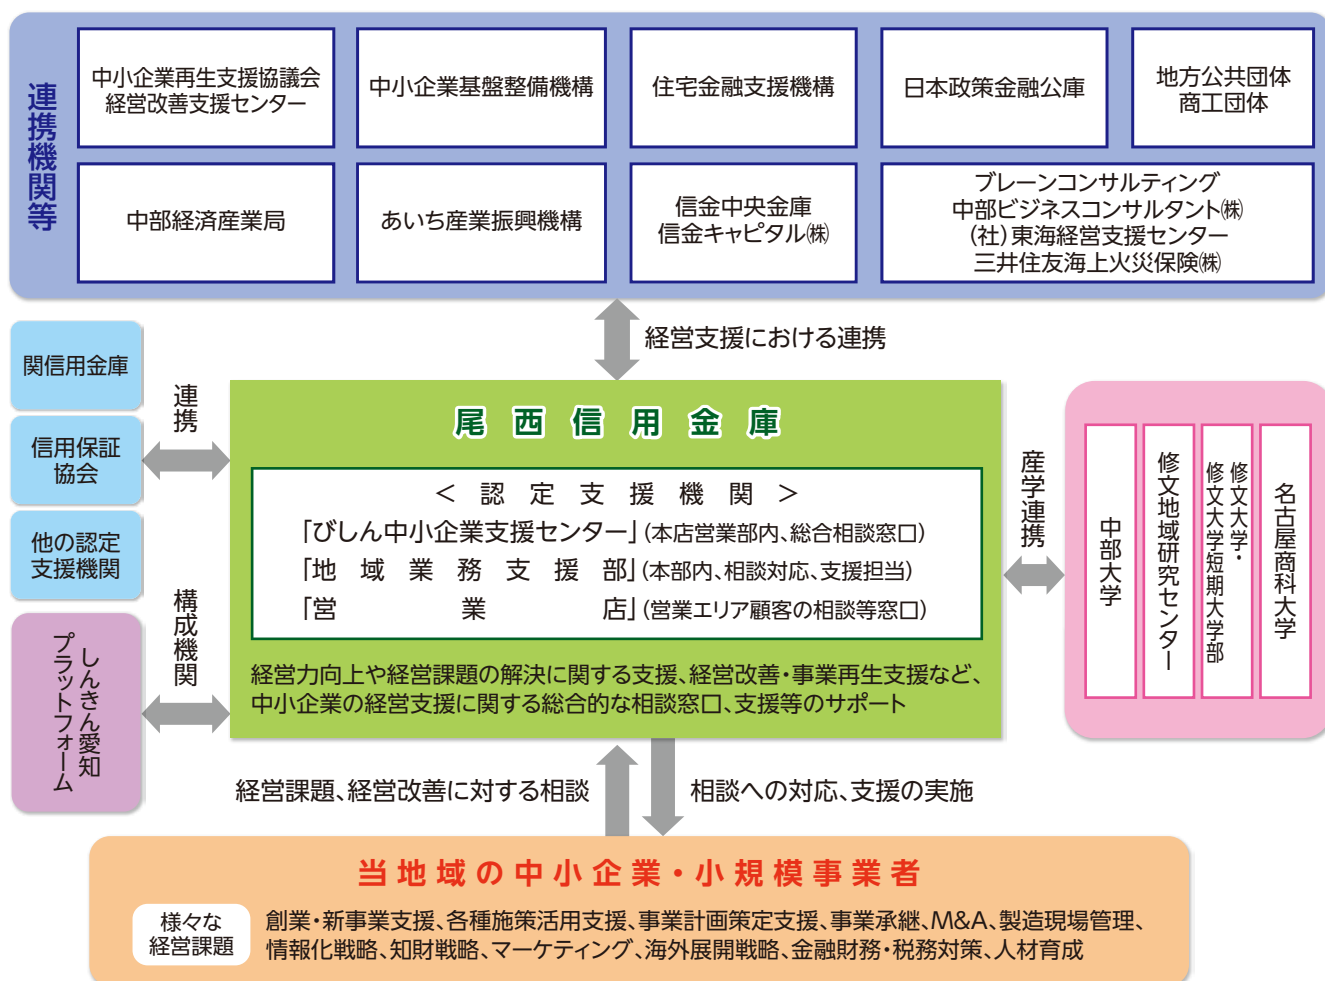 連携機関等
中小企業再生支援協議会
経営改善支援センター
中小企業基盤整備機構
住宅金融支援機構
日本政策金融公庫
地方公共団体
商工団体
中部経済産業局
あいち産業振興機構
信金中央金庫
信金キャピタル㈱
ブレーンコンサルティング
中部ビジネスコンサルタント㈱
(社)東海経営支援センター
三井住友海上火災保険㈱
経営支援における連携
関信用金庫
信用保証
協会
他の認定
支援機関
連携
しんきん愛知
プラットフォーム
構成機関
尾西信用金庫
＜認定支援機関＞
「びしん中小企業支援センター」(本店営業部内、総合相談窓口)
「地域業務支援部」(本部内、相談対応、支援担当)
「営業店」(営業エリア顧客の相談等窓口)
経営力向上や経営課題の解決に関する支援、経営改善・事業再生支援など、
中小企業の経営支援に関する総合的な相談窓口、支援等のサポート
産学連携
中部大学
修文地域研究センター
修文大学・
修文大学短期大学部
名古屋商科大学
経営課題、経営改善に対する相談
相談への対応、支援の実施
当地域の中小企業・小規模事業者
様々な
経営課題
創業・新事業支援、各種施策活用支援、事業計画策定支援、事業承継、M&A、製造現場管理、
情報化戦略、知財戦略、マーケティング、海外展開戦略、金融財務・税務対策、人材育成